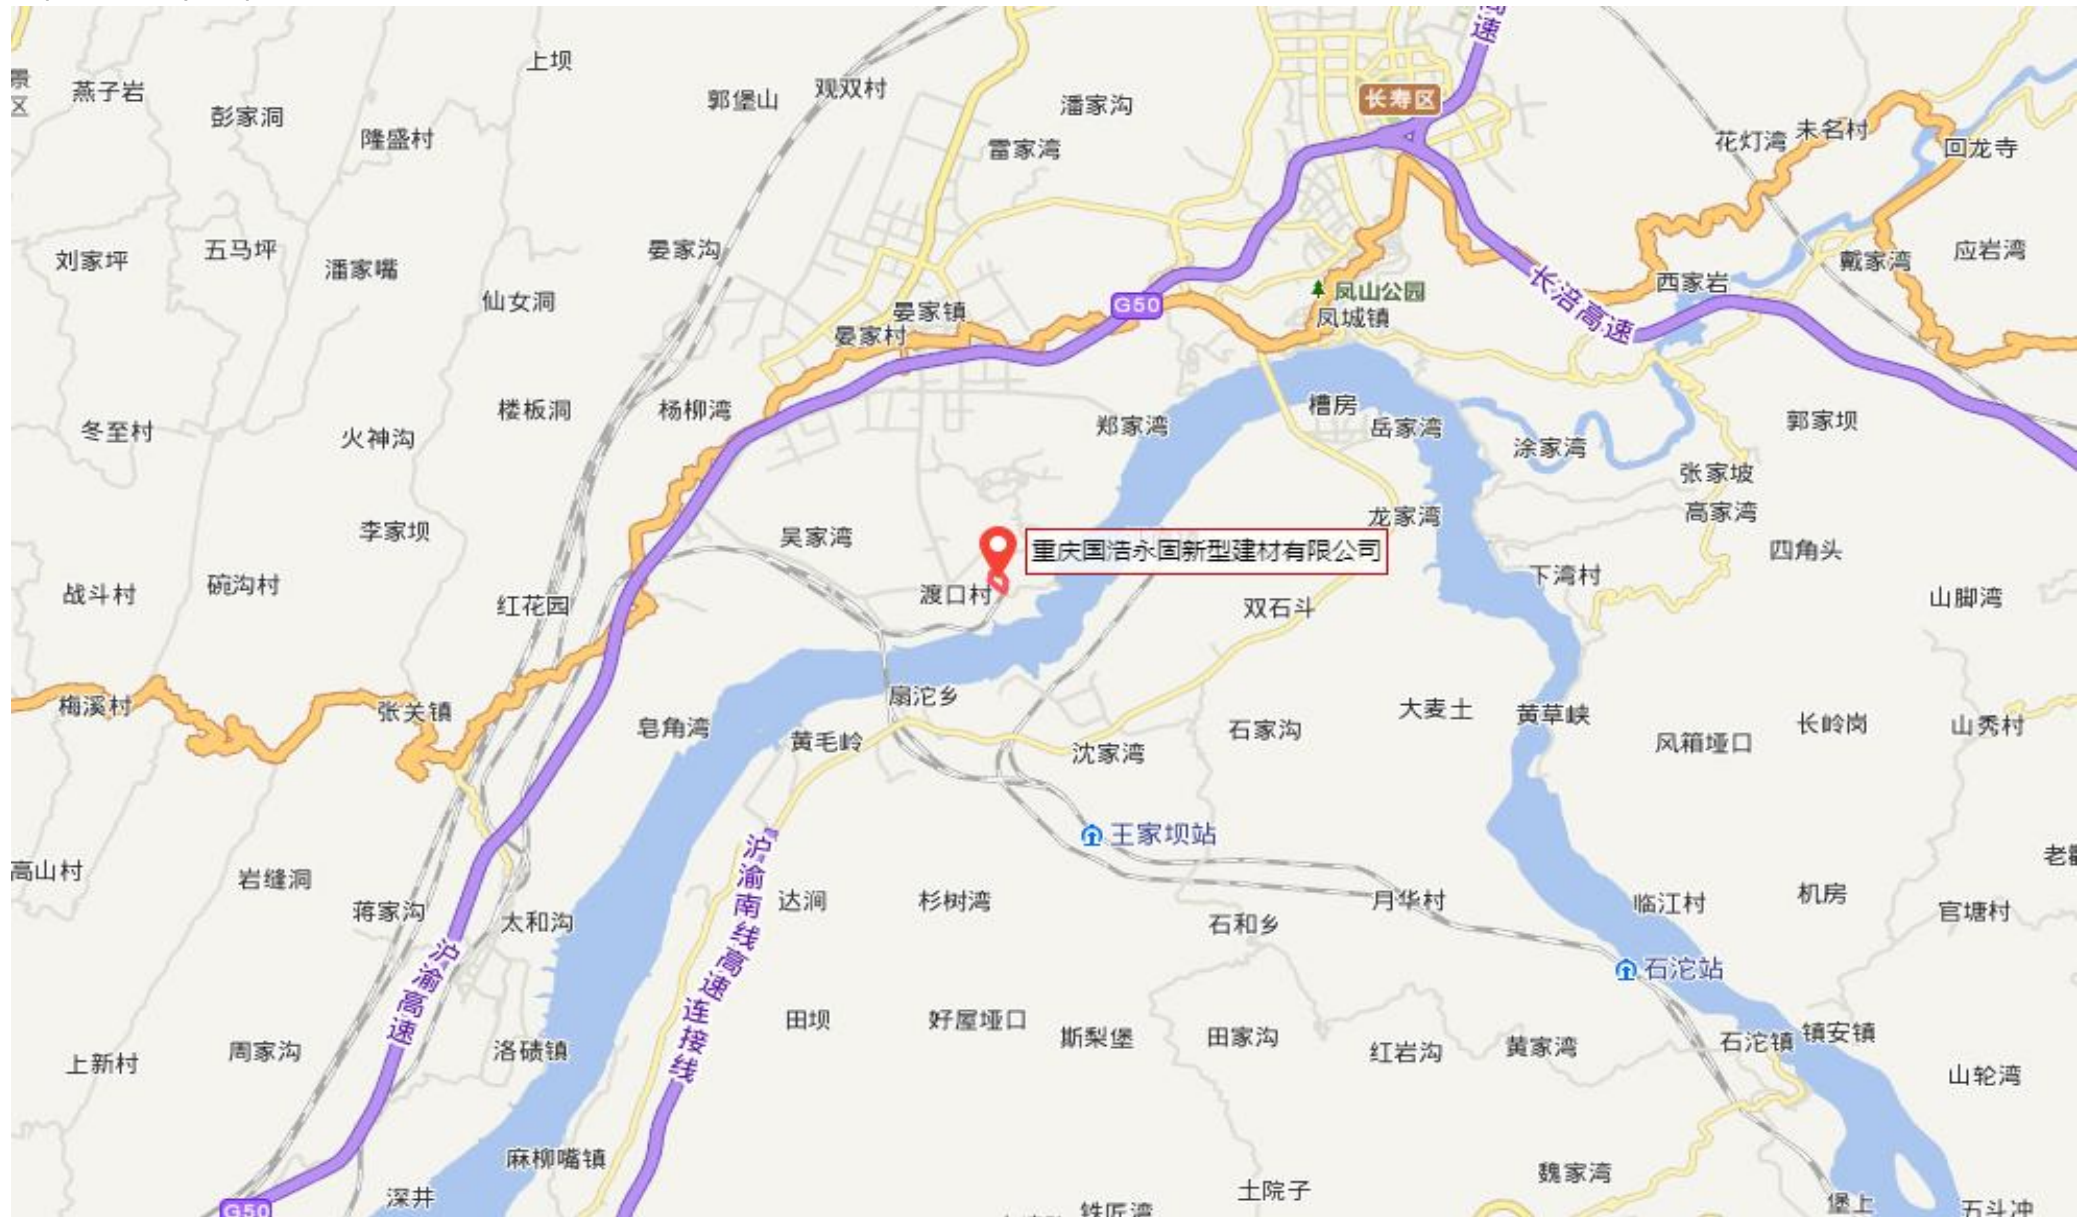 高速
上坝
景区
燕子岩
观双村
郭堡山
潘家沟
长寿区
彭家洞
隆盛村
雷家湾
花灯湾
未名村
回龙寺
刘家坪
五马坪
潘家嘴
晏家沟
应岩湾
戴家湾
西家岩
仙女洞
G50
晏家镇
晏家村
凤山公园
凤城镇
长涪高速
楼板洞
杨柳湾
郑家湾
槽房
岳家湾
涂家湾
郭家坝
冬至村
火神沟
张家坡
高家湾
李家坝
吴家湾
龙家湾
重庆国浩永固新型建材有限公司
四角头
下湾村
战斗村
碗沟村
红花园
渡口村
双石斗
山脚湾
梅溪村
张关镇
扇沱乡
皂角湾
黄毛岭
沈家湾
石家沟
大麦土
黄草峡
风箱垭口
长岭岗
山秀村
王家坝站
高山村
岩缝洞
蒋家沟
太和沟
沪渝南线高速连接线
达涧
杉树湾
石和乡
月华村
临江村
机房
官塘村
沪渝高速
石沱站
田坝
好屋垭口
斯梨堡
田家沟
红岩沟
黄家湾
石沱镇
镇安镇
上新村
周家沟
洛碛镇
山轮湾
麻柳嘴镇
深井
G50
土院子
魏家湾
铁匠湾
堡上
五斗冲